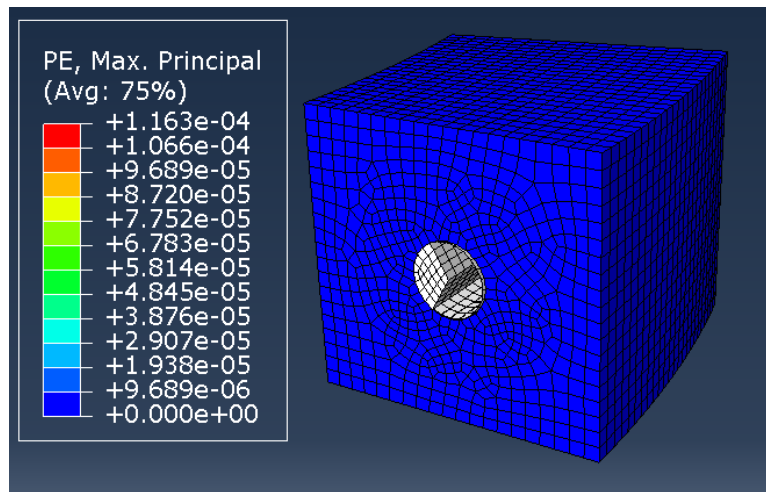 PE, Max. Principal
(Avg: 75%)
+1.163e-04
+1.066e-04
+9.689e-05
+8.720e-05
+7.752e-05
+6.783e-05
+5.814e-05
+4.845e-05
+3.876e-05
+2.907e-05
+1.938e-05
+9.689e-06
+0.000e+00